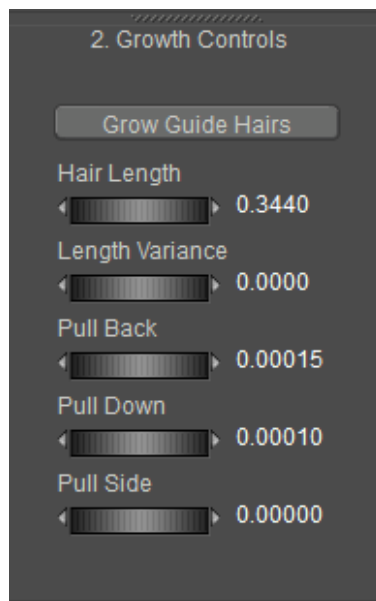 2. Growth Controls
Grow Guide Hairs
Hair Length
0.3440
Length Variance
0.0000
Pull Back
0.00015
Pull Down
0.00010
Pull Side
0.00000